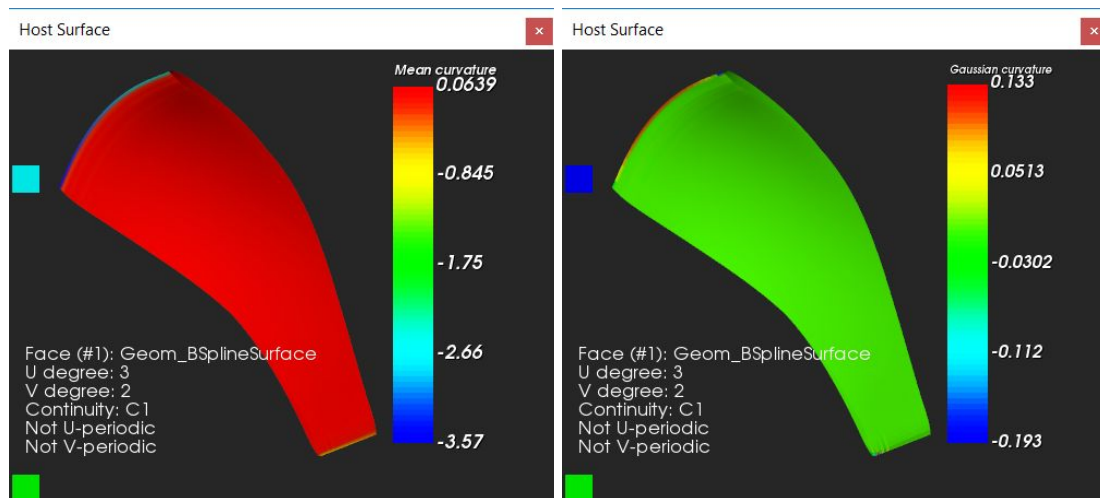 Host Surface
×
Mean curvature
0.0639
-0.845
-1.75
-2.66
-3.57
Face (#1): Geom_BSplineSurface
U degree: 3
V degree: 2
Continuity: C1
Not U-periodic
Not V-periodic
Host Surface
×
Gaussian curvature
0.133
0.0513
-0.0302
-0.112
-0.193
Face (#1): Geom_BSplineSurface
U degree: 3
V degree: 2
Continuity: C1
Not U-periodic
Not V-periodic